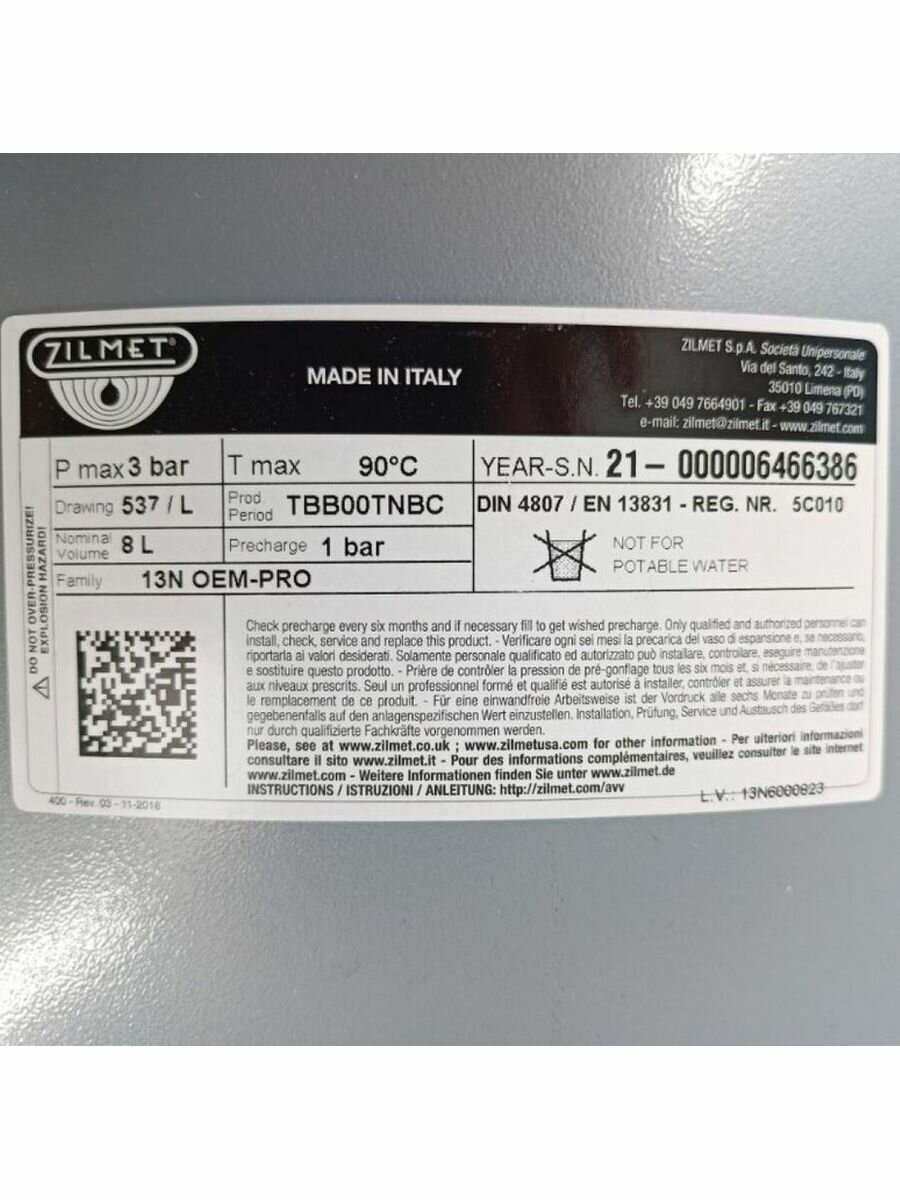 ZILMET®
MADE IN ITALY
ZILMET S.p.A. Società Unipersonale
Via del Santo, 242 - Italy
35010 Limena (PD)
Tel. +39 049 7664901 - Fax +39 049 767321
e-mail: zilmet@zilmet.it - www.zilmet.com
P max 3 bar
T max 90°C
YEAR-S.N. 21- 000006466386
Drawing 537 / L
Prod Period TBB00TNBC
DIN 4807 / EN 13831 - REG. NR. 5C010
Nominal Volume 8 L
Precharge 1 bar
NOT FOR
POTABLE WATER
Family 13N OEM-PRO
DO NOT OVER-PRESSURIZE!
EXPLOSION HAZARD!
Check precharge every six months and if necessary fill to get wished precharge. Only qualified and authorized personnel can
install, check, service and replace this product. - Verificare ogni sei mesi la precarica del vaso di espansione e, se necessario,
riportarla ai valori desiderati. Solamente personale qualificato ed autorizzato può installare, controllare, eseguire manutenzione
e sostituire questo prodotto. - Prière de contrôler la pression de pré-gonflage tous les six mois et, si nécessaire, de l'ajuster
aux niveaux prescrits. Seul un professionnel formé et qualifié est autorisé à installer, contrôler et assurer la maintenance ou
le remplacement de ce produit. - Für eine einwandfreie Arbeitsweise ist der Vordruck alle sechs Monate zu prüfen und
gegebenenfalls auf den anlagenspezifischen Wert einzustellen. Installation, Prüfung, Service und Austausch des Gefäßes darf
nur durch qualifizierte Fachkräfte vorgenommen werden.
Please, see at www.zilmet.co.uk ; www.zilmetusa.com for other information - Per ulteriori informazioni
consultare il sito www.zilmet.it - Pour des informations complémentaires, veuillez consulter le site internet
www.zilmet.com - Weitere Informationen finden Sie unter www.zilmet.de
INSTRUCTIONS / ISTRUZIONI / ANLEITUNG: http://zilmet.com/avv
400 - Rev. 03 - 11-2016
L.V.: 13N6000823